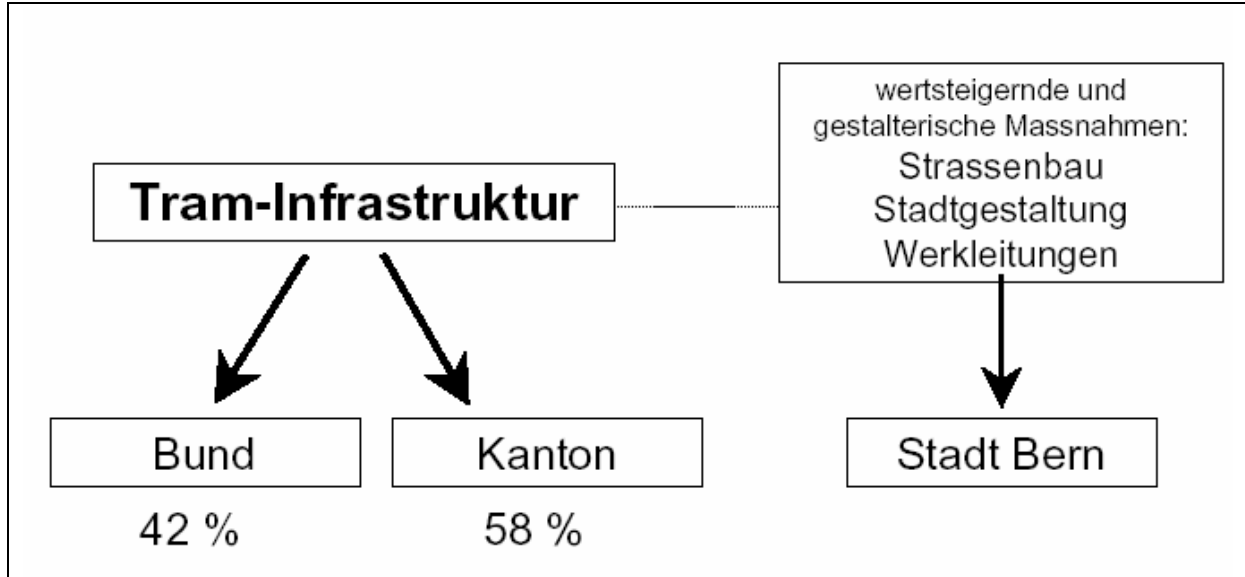 wertsteigernde und
gestalterische Massnahmen:
Strassenbau
Stadtgestaltung
Werkleitungen
Tram-Infrastruktur
Bund
Kanton
Stadt Bern
42 %
58 %